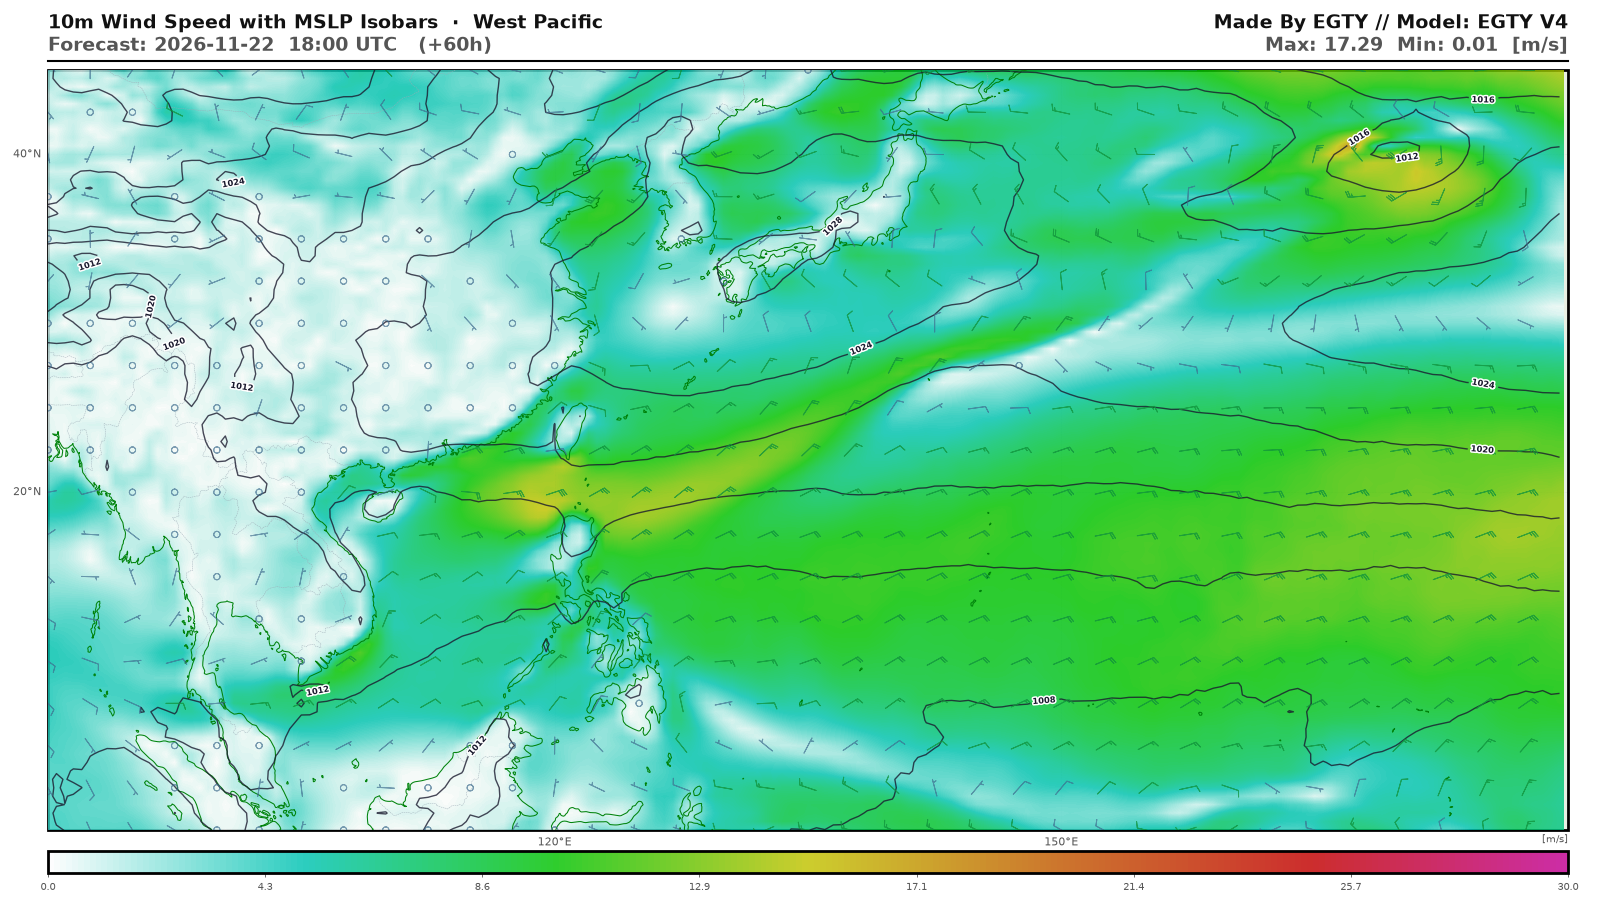 10m Wind Speed with MSLP Isobars · West Pacific
Made By EGTY // Model: EGTY V4
Forecast: 2026-11-22 18:00 UTC (+60h)
Max: 17.29 Min: 0.01 [m/s]
1016
1016
1012
40°N
1024
1028
1012
1020
1020
1024
1012
1024
1020
20°N
1012
1008
1012
120°E
150°E
[m/s]
0.0
4.3
8.6
12.9
17.1
21.4
25.7
30.0